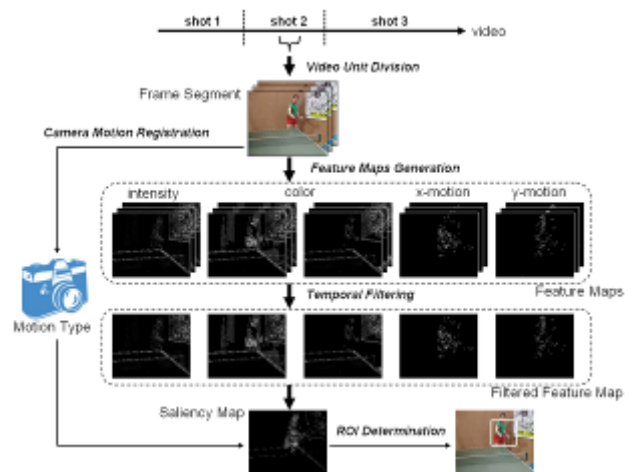 shot 1
shot 2
shot 3
video
Video Unit Division
Frame Segment
Camera Motion Registration
Feature Maps Generation
intensity
color
x-motion
y-motion
Feature Maps
Temporal Filtering
Motion Type
Filtered Feature Map
Saliency Map
ROI Determination